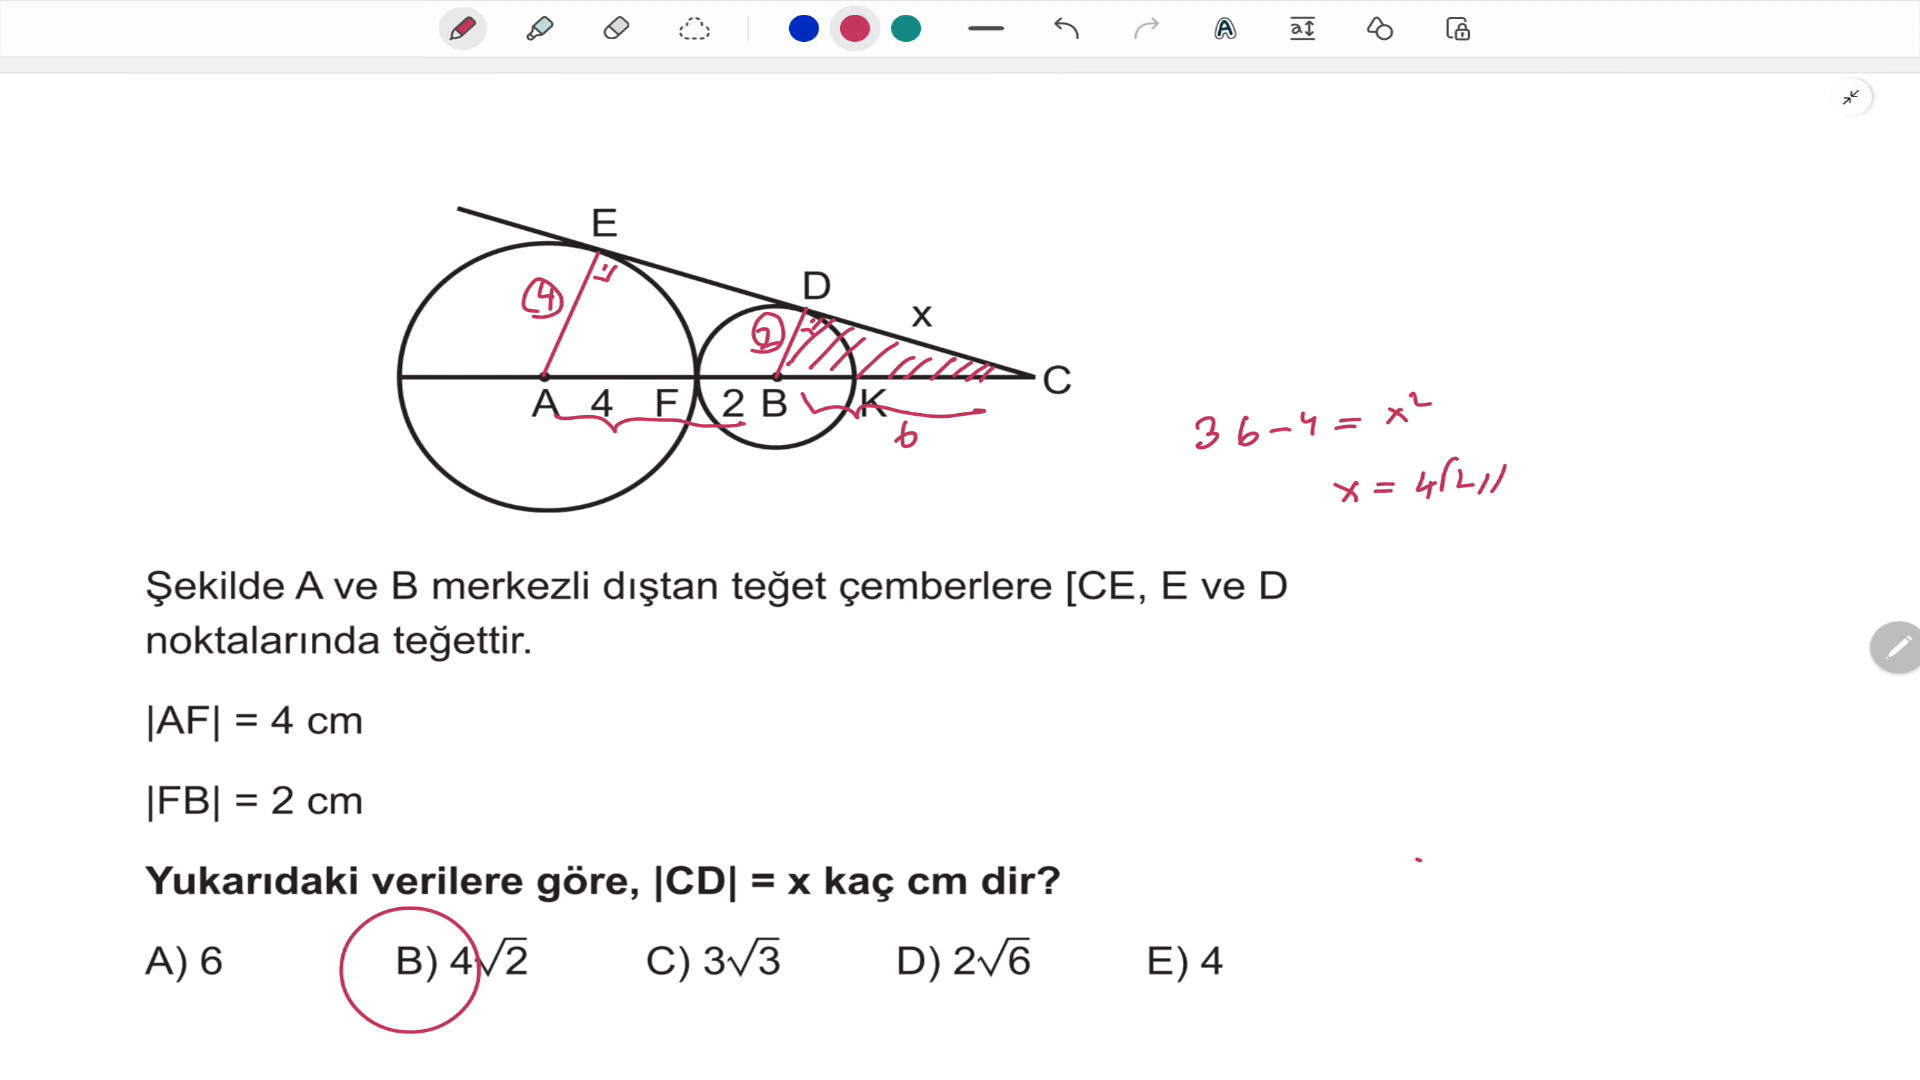 E
D
x
C
4
2
A 4 F 2 B K
6
36-4 = x²
x = 4√2 //
Şekilde A ve B merkezli dıştan teğet çemberlere [CE, E ve D
noktalarında teğettir.
|AF| = 4 cm
|FB| = 2 cm
Yukarıdaki verilere göre, |CD| = x kaç cm dir?
A) 6 B) 4√2 C) 3√3 D) 2√6 E) 4